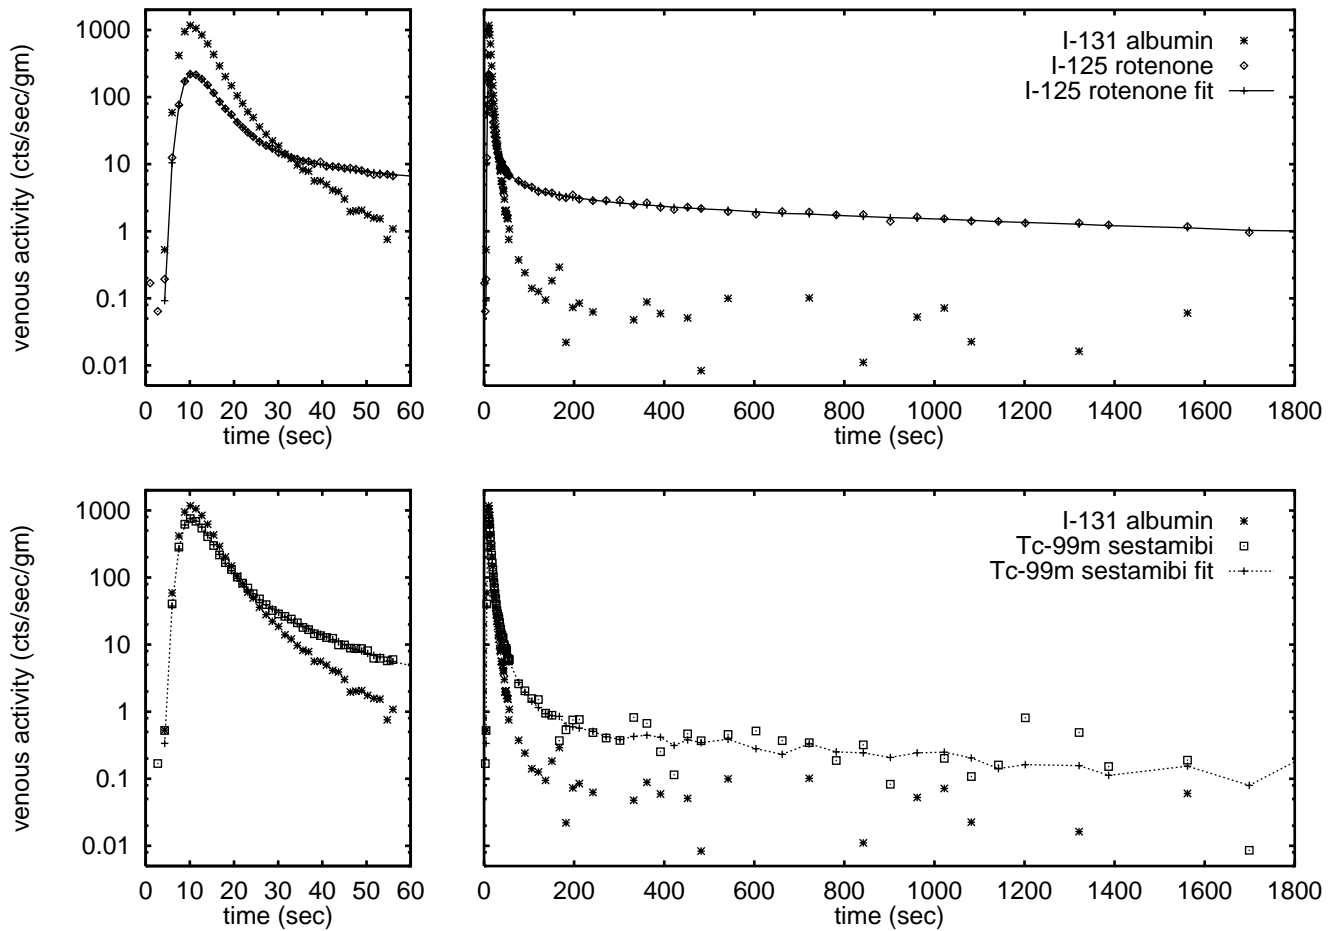 venous activity (cts/sec/gm)
1000
100
10
1
0.1
0.01
0 10 20 30 40 50 60
time (sec)
I-131 albumin
I-125 rotenone
I-125 rotenone fit
0 200 400 600 800 1000 1200 1400 1600 1800
time (sec)
venous activity (cts/sec/gm)
1000
100
10
1
0.1
0.01
0 10 20 30 40 50 60
time (sec)
I-131 albumin
Tc-99m sestamibi
Tc-99m sestamibi fit
0 200 400 600 800 1000 1200 1400 1600 1800
time (sec)